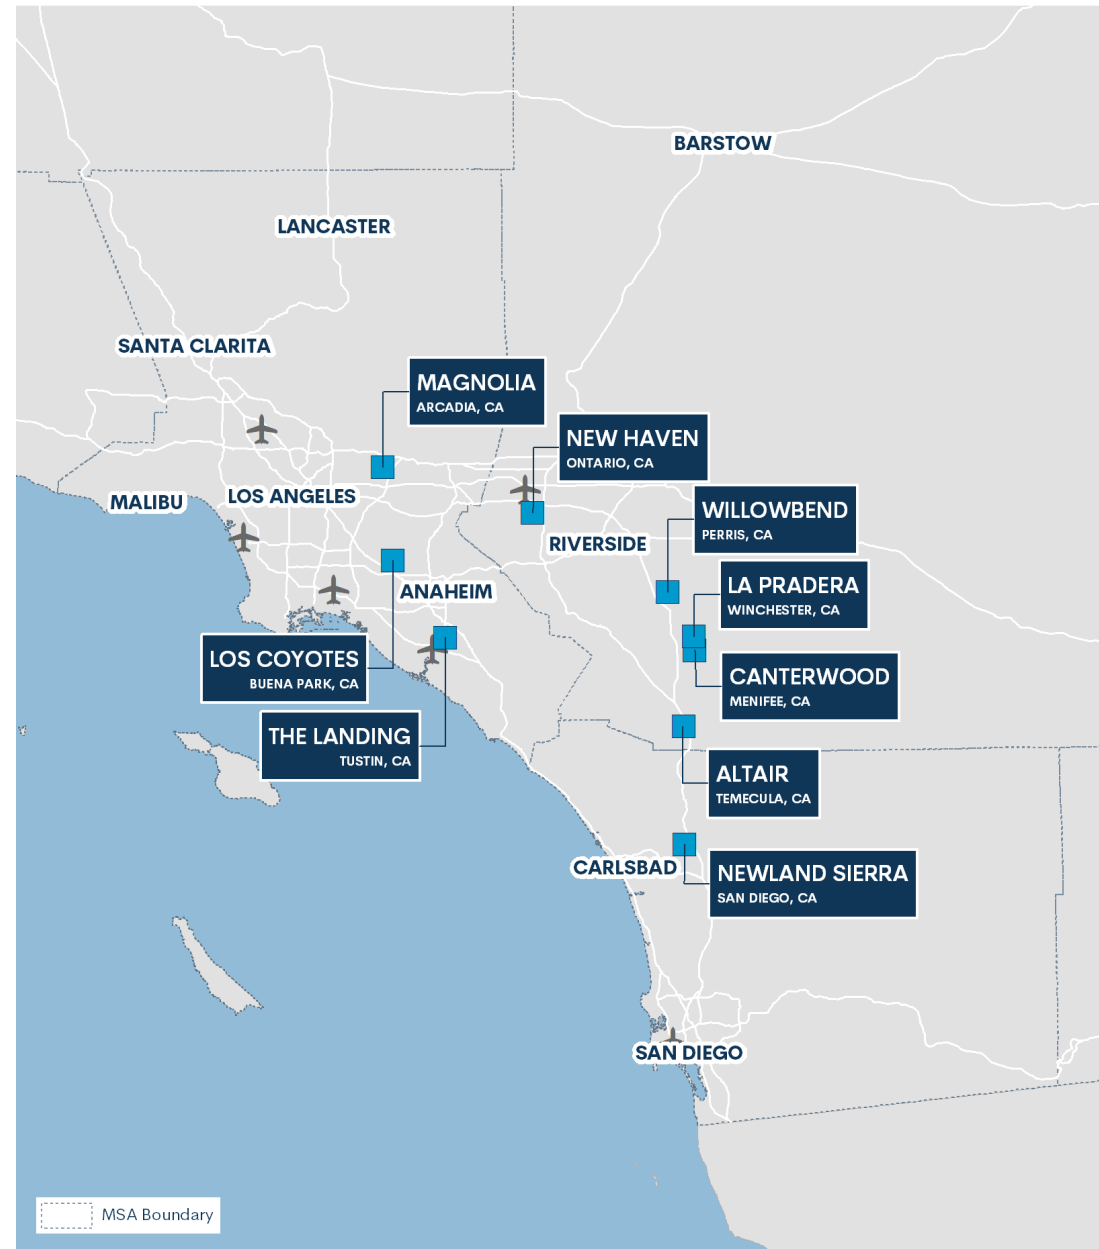 BARSTOW
LANCASTER
SANTA CLARITA
MAGNOLIA
ARCADIA, CA
NEW HAVEN
ONTARIO, CA
MALIBU
LOS ANGELES
WILLOWBEND
PERRIS, CA
RIVERSIDE
ANAHEIM
LA PRADERA
WINCHESTER, CA
LOS COYOTES
BUENA PARK, CA
CANTERWOOD
MENIFEE, CA
THE LANDING
TUSTIN, CA
ALTAIR
TEMECULA, CA
CARLSBAD
NEWLAND SIERRA
SAN DIEGO, CA
SAN DIEGO
MSA Boundary